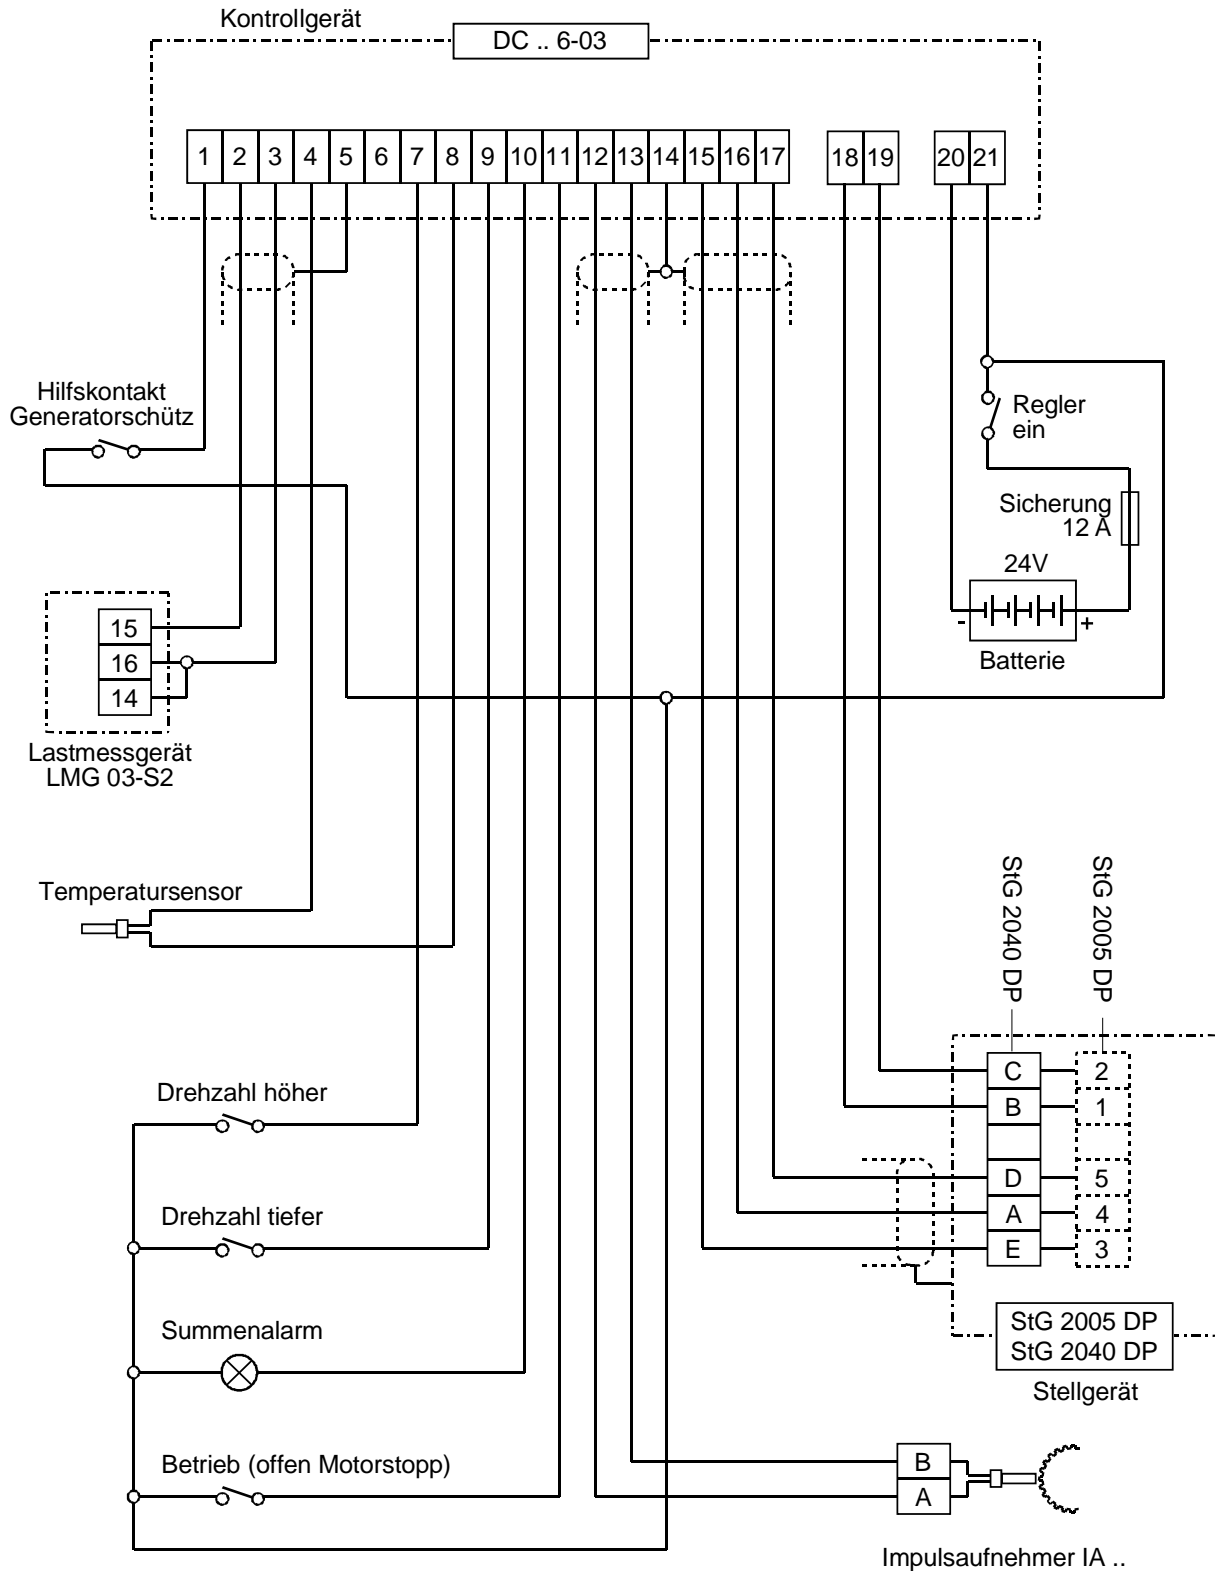 Kontrollgerät
DC .. 6-03
1 2 3 4 5 6 7 8 9 10 11 12 13 14 15 16 17 18 19 20 21
Hilfskontakt
Generatorschütz
Regler
ein
Sicherung
12 A
24V
- +
Batterie
15
16
14
Lastmessgerät
LMG 03-S2
Temperatursensor
StG 2040 DP
StG 2005 DP
C 2
B 1
D 5
A 4
E 3
Drehzahl höher
Drehzahl tiefer
Summenalarm
Betrieb (offen Motorstopp)
StG 2005 DP
StG 2040 DP
Stellgerät
B
A
Impulsaufnehmer IA ..